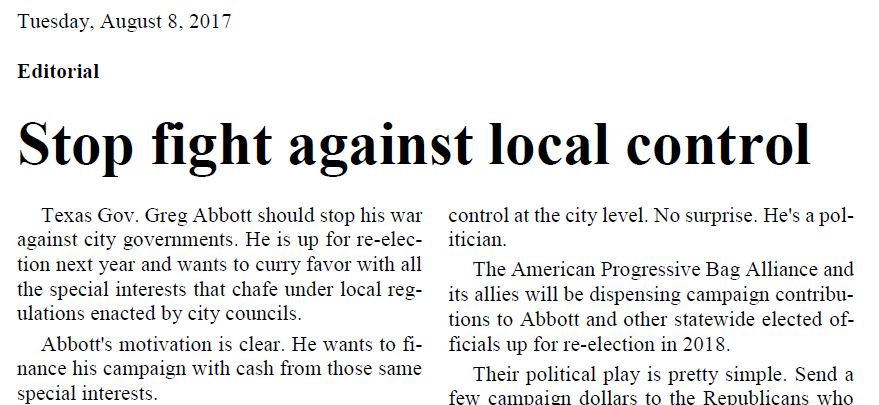 Tuesday, August 8, 2017
Editorial
Stop fight against local control
Texas Gov. Greg Abbott should stop his war
against city governments. He is up for re-elec-
tion next year and wants to curry favor with all
the special interests that chafe under local reg-
ulations enacted by city councils.
Abbott's motivation is clear. He wants to fi-
nance his campaign with cash from those same
special interests.
control at the city level. No surprise. He's a pol-
itician.
The American Progressive Bag Alliance and
its allies will be dispensing campaign contribu-
tions to Abbott and other statewide elected of-
ficials up for re-election in 2018.
Their political play is pretty simple. Send a
few campaign dollars to the Republicans who